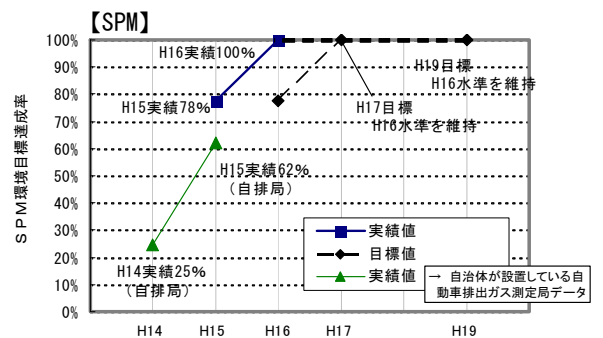 【SPM】
SPM環境目標達成率
100%
90%
80%
70%
60%
50%
40%
30%
20%
10%
0%
H16実績100%
H15実績78%
H15実績62%
（自排局）
H14実績25%
（自排局）
H17目標
H16水準を維持
H19目標
H16水準を維持
実績値
目標値
実績値
→ 自治体が設置している自
動車排出ガス測定局データ
H14
H15
H16
H17
H19